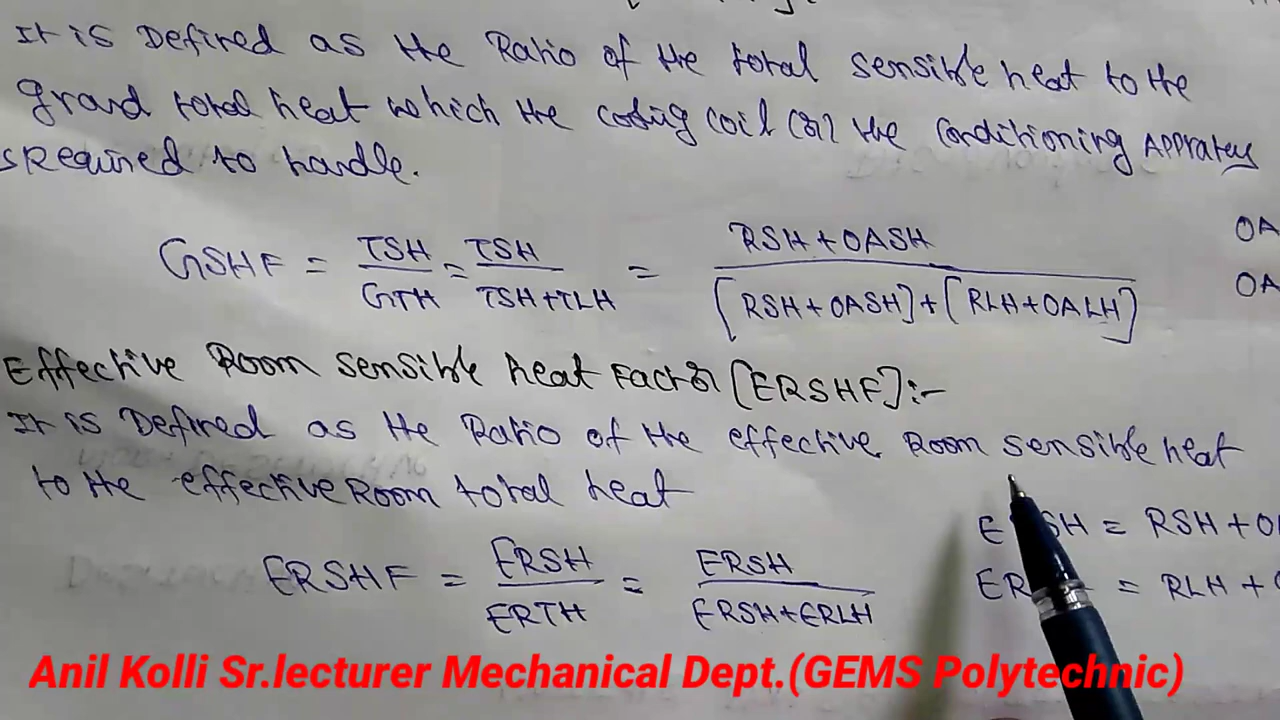 It is Defined as the Ratio of the total sensible heat to the
grand total heat which the cooling coil (or) the Conditioning Appratus
s Required to handle.
GSHF = TSH/GTH = TSH/TSH+TLH = RSH+OASH/[RSH+OASH]+[RLH+OALH]
OA
OA
Effective Room sensible heat Factor [ERSHF]:-
It is Defined as the Ratio of the effective Room sensible heat
to the effective Room total heat
ERSHF = ERSH/ERTH = ERSH/ERSH+ERLH
= RSH + OA
= RLH +
Anil Kolli Sr.lecturer Mechanical Dept.(GEMS Polytechnic)